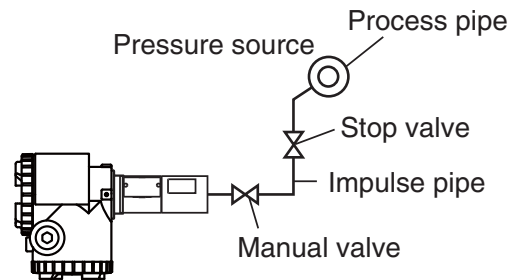 Process pipe
Pressure source
Stop valve
Impulse pipe
Manual valve